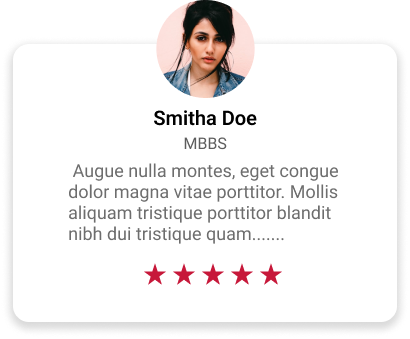 Smitha Doe
MBBS
Augue nulla montes, eget congue
dolor magna vitae porttitor. Mollis
aliquam tristique porttitor blandit
nibh dui tristique quam.......